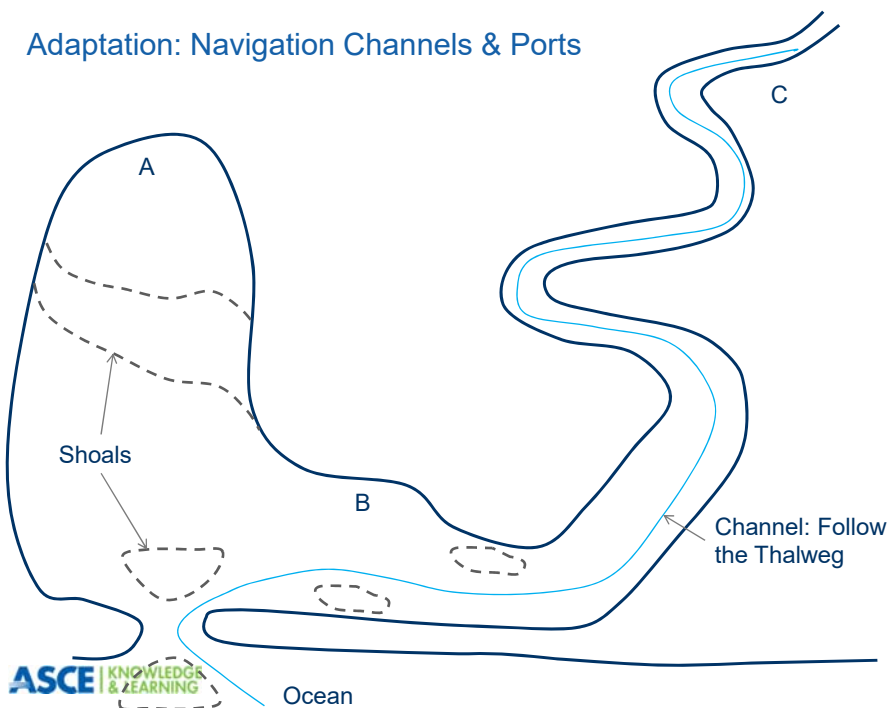 Adaptation: Navigation Channels & Ports
C
A
Shoals
B
Channel: Follow
the Thalweg
ASCE KNOWLEDGE
& LEARNING
Ocean